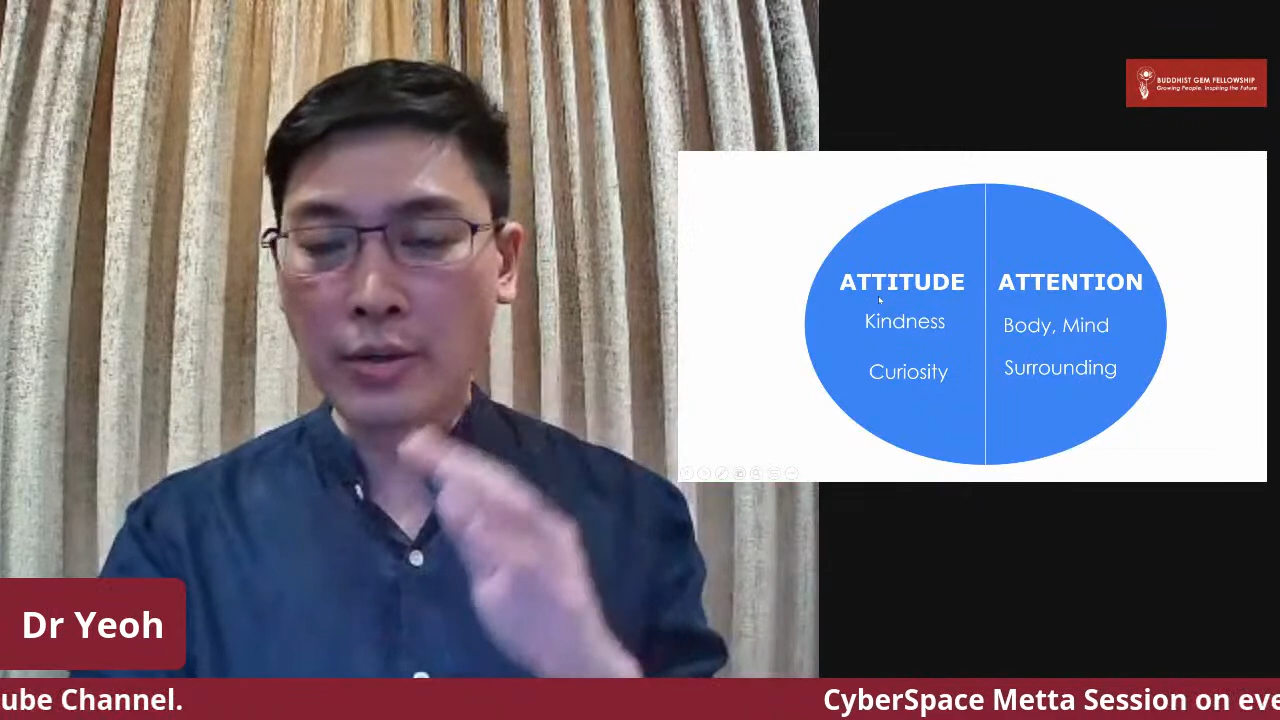 BUDDHIST GEM FELLOWSHIP
Growing People, Inspiring the Future
ATTITUDE
Kindness
Curiosity
ATTENTION
Body, Mind
Surrounding
Dr Yeoh
ube Channel.
CyberSpace Metta Session on eve